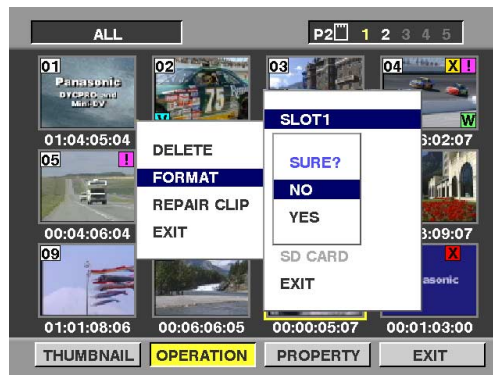 ALL
P2 1 2 3 4 5
01
Panasonic
DVCPRO and
Mini-DV
01:04:05:04
02
75
V
03
04 X !
W
6:02:07
DELETE
FORMAT
REPAIR CLIP
EXIT
SLOT1
SURE?
NO
YES
SD CARD
EXIT
05 !
00:04:06:04
3:09:07
09
01:01:08:06
00:06:06:05
00:00:05:07
X
asonic
00:01:03:00
THUMBNAIL
OPERATION
PROPERTY
EXIT